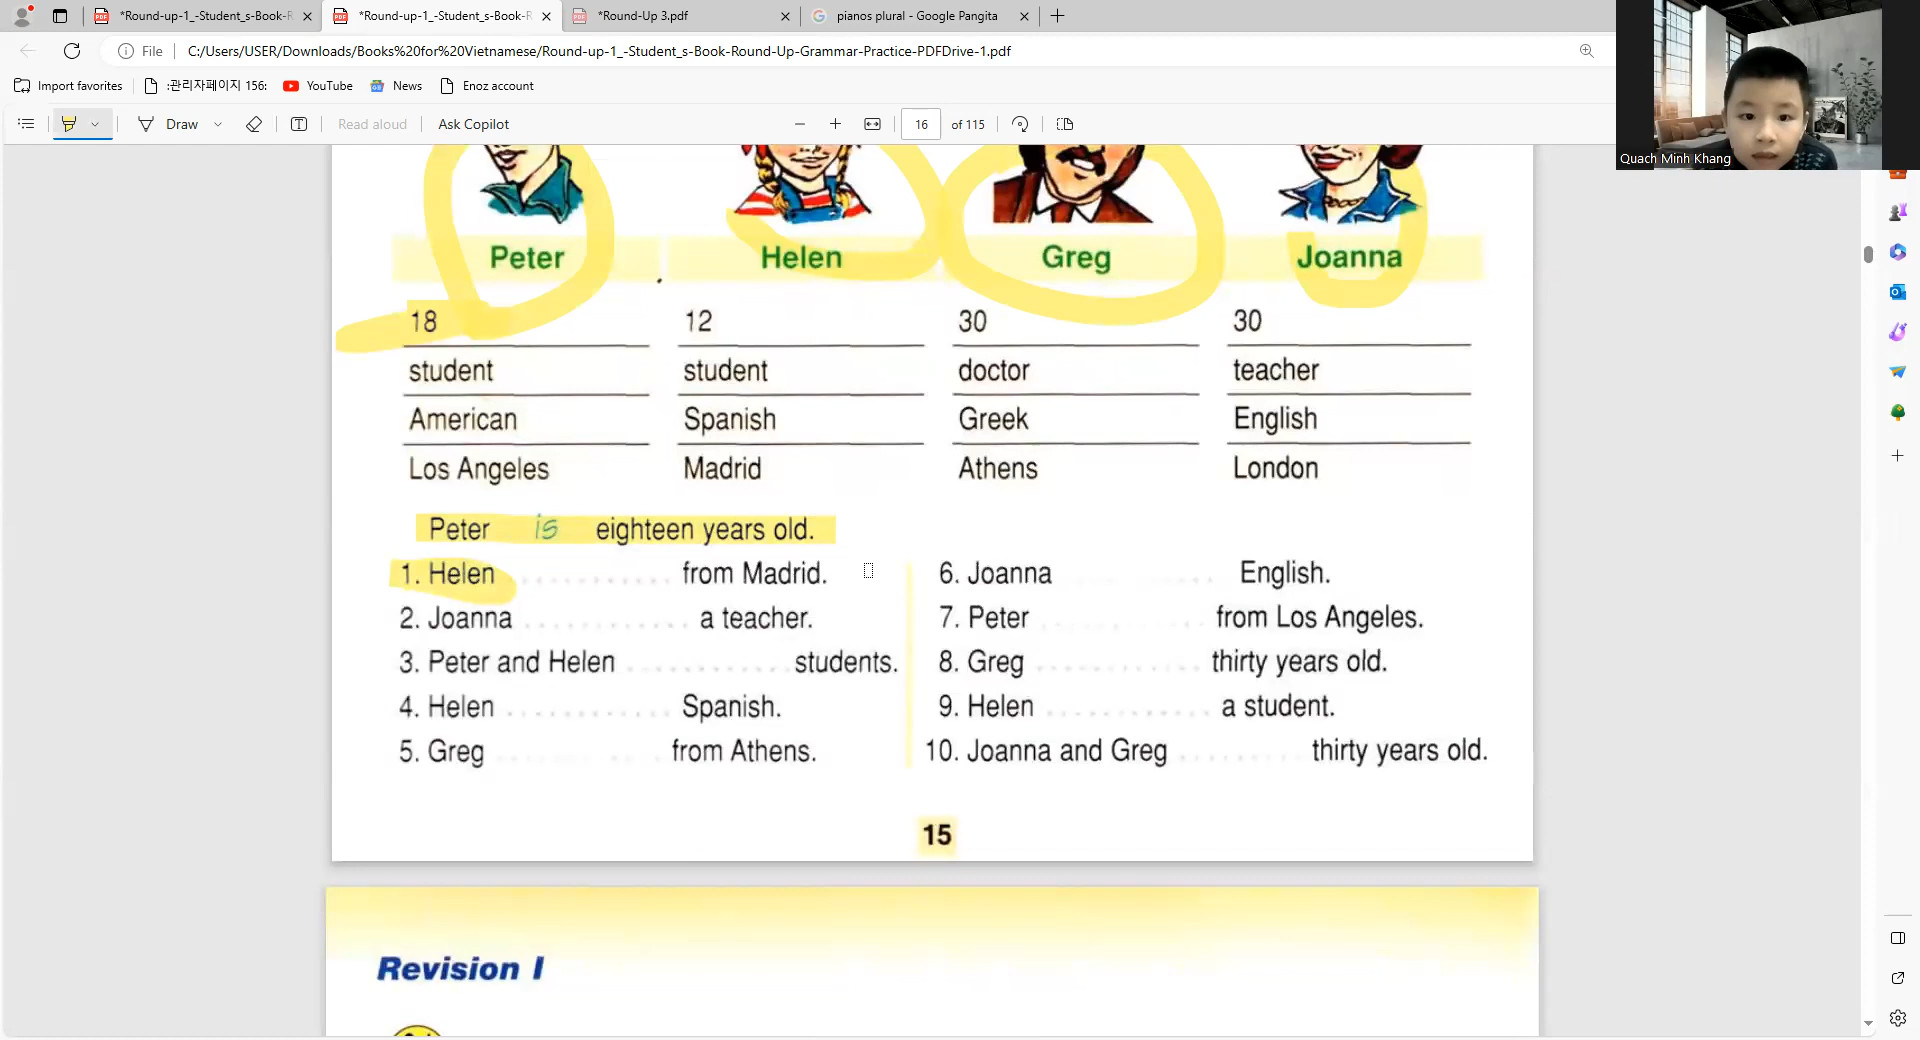 *Round-up-1_-Student_s-Book-R
*Round-up-1_-Student_s-Book-R
*Round-Up 3.pdf
pianos plural - Google Pangita
File
C:/Users/USER/Downloads/Books%20for%20Vietnamese/Round-up-1_-Student_s-Book-Round-Up-Grammar-Practice-PDFDrive-1.pdf
Import favorites
:관리자페이지 156:
YouTube
News
Enoz account
Draw
Read aloud
Ask Copilot
16
of 115
Quach Minh Khang
Peter Helen Greg Joanna
18 12 30 30
student student doctor teacher
American Spanish Greek English
Los Angeles Madrid Athens London
Peter is eighteen years old.
1. Helen ............ from Madrid.
2. Joanna ............ a teacher.
3. Peter and Helen ............ students.
4. Helen ............ Spanish.
5. Greg ............ from Athens.
6. Joanna ............ English.
7. Peter ............ from Los Angeles.
8. Greg ............ thirty years old.
9. Helen ............ a student.
10. Joanna and Greg ......... thirty years old.
15
Revision I